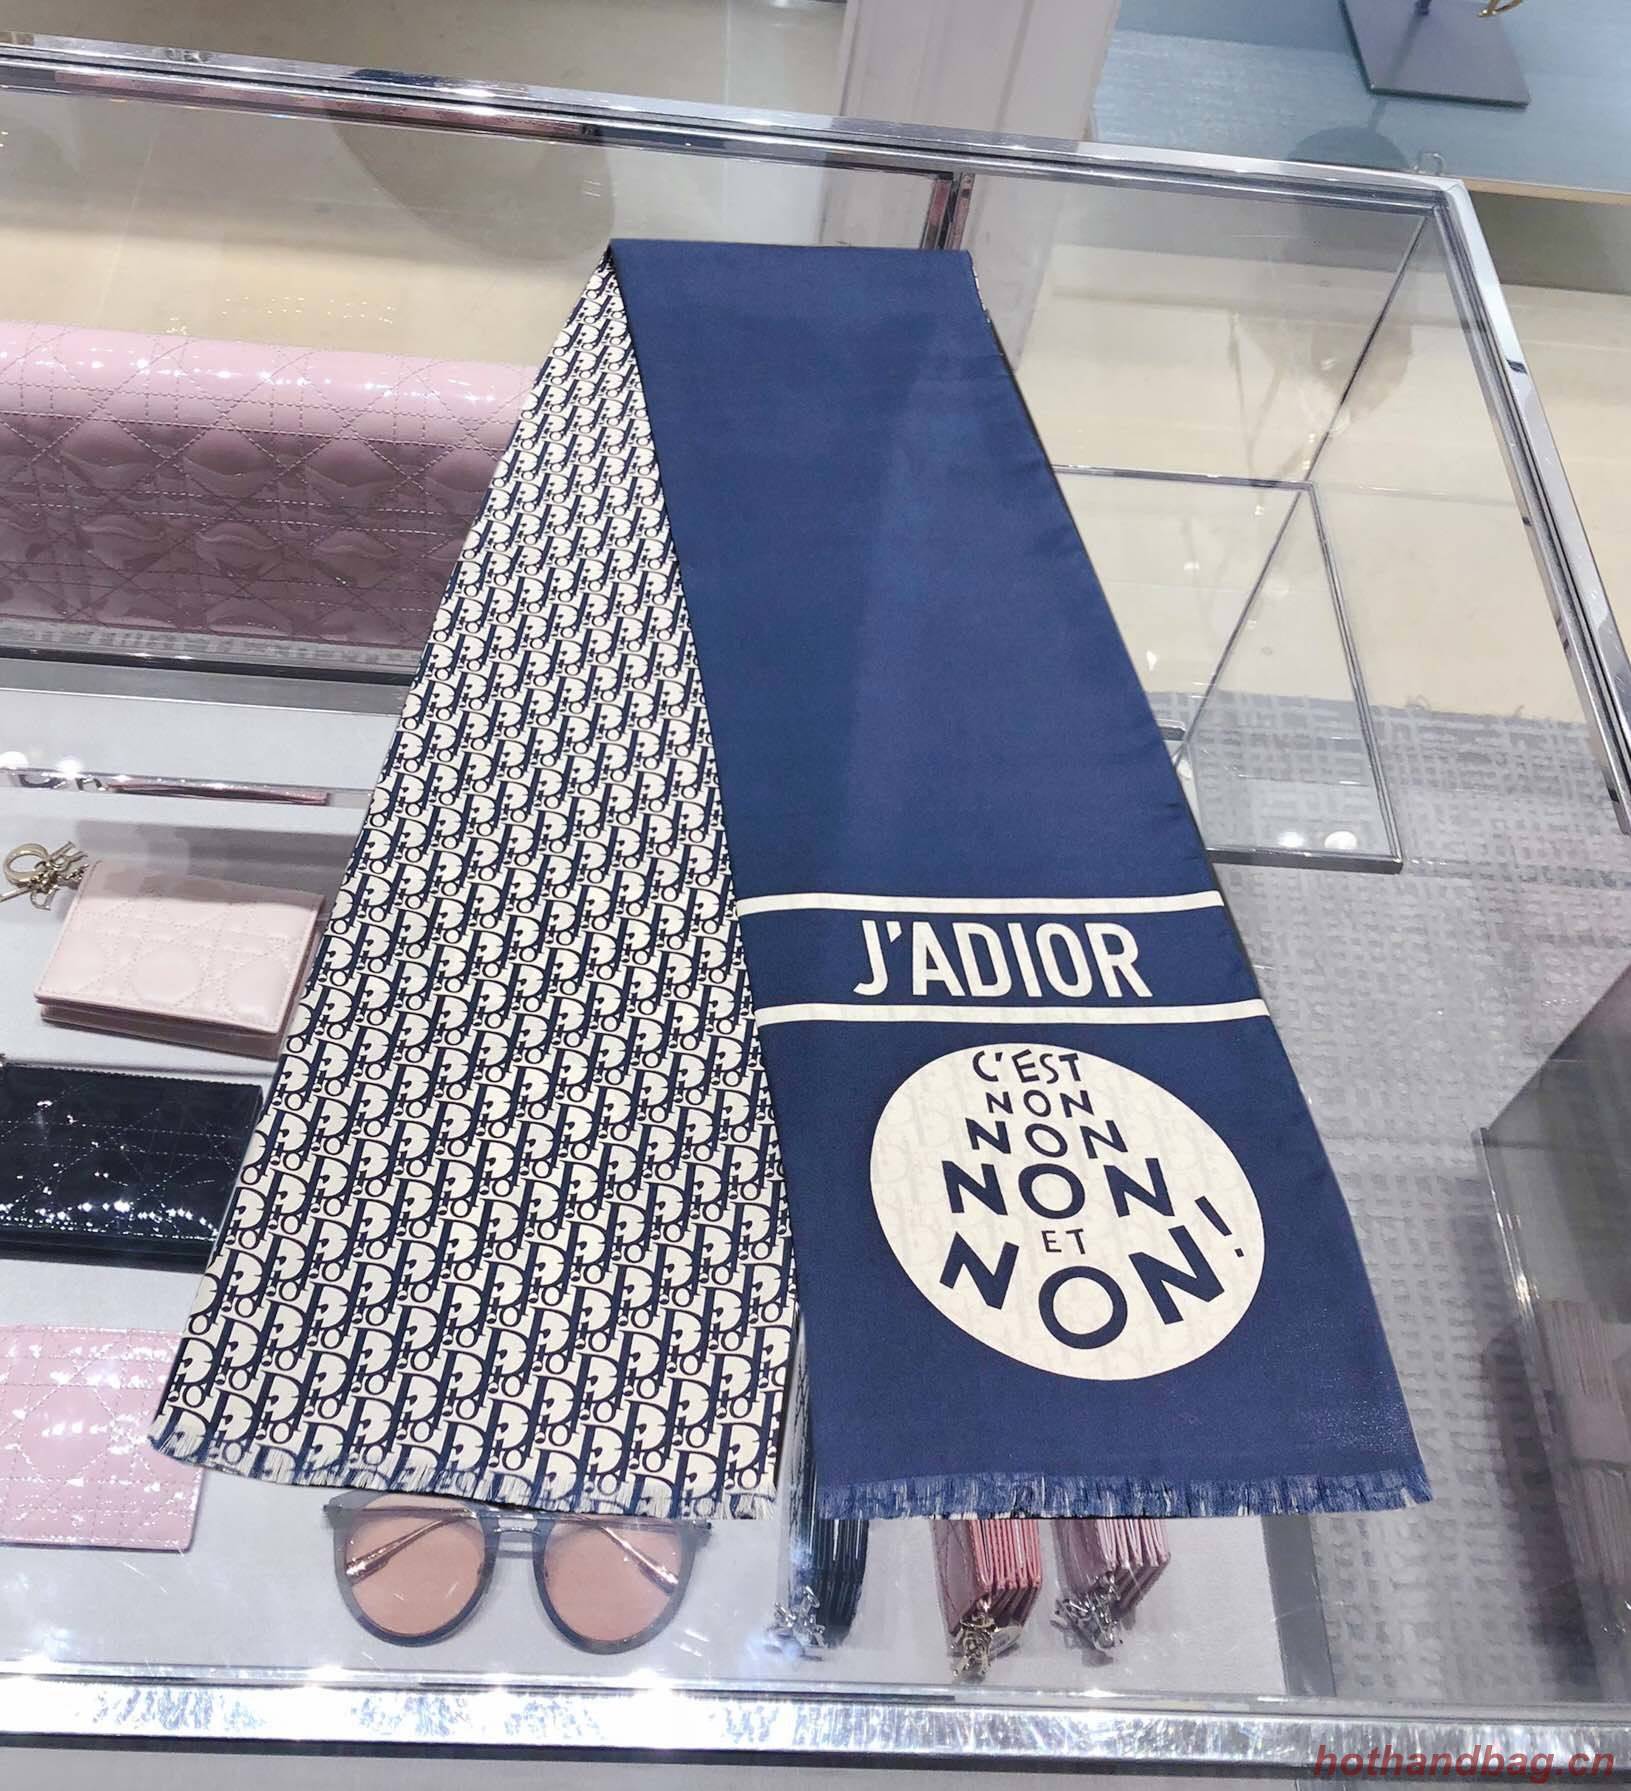 J'ADIOR
C'EST
NON
NON
NON
ET
NON!
hothandbag.cn